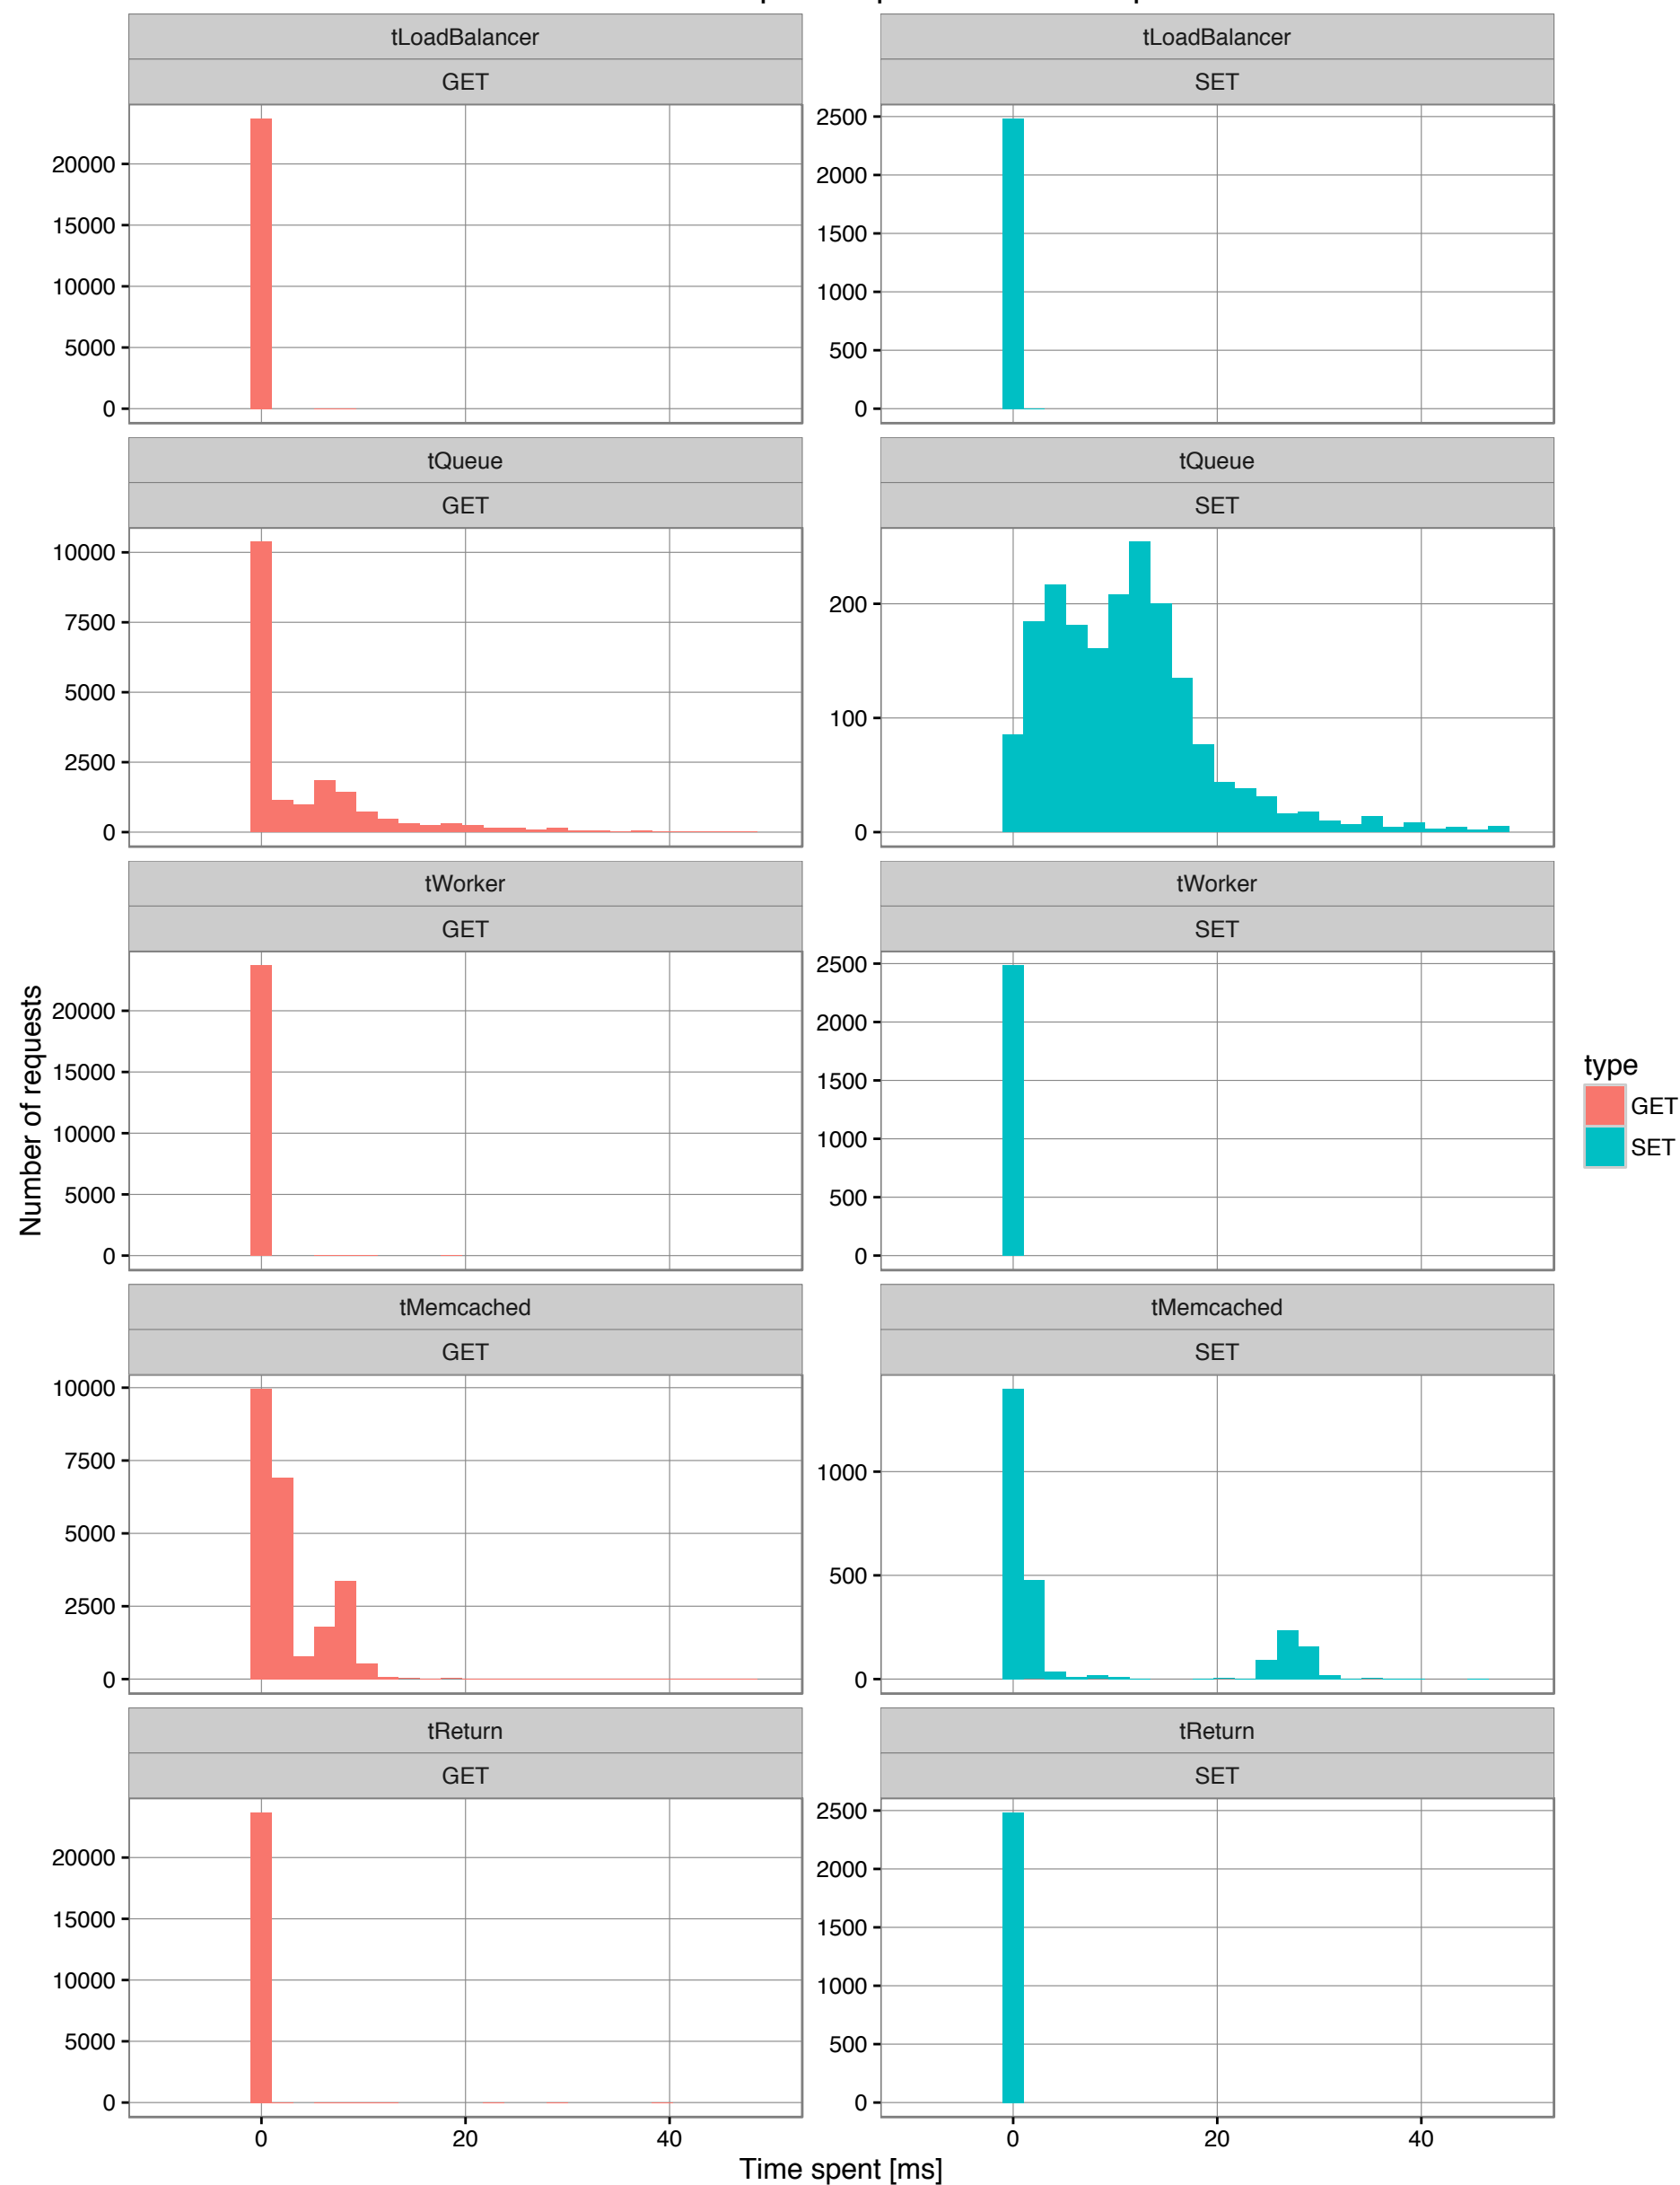 tLoadBalancer
GET
20000
15000
10000
5000
0
tLoadBalancer
SET
2500
2000
1500
1000
500
0
tQueue
GET
10000
7500
5000
2500
0
tQueue
SET
200
100
0
tWorker
GET
20000
15000
10000
5000
0
tWorker
SET
2500
2000
1500
1000
500
0
tMemcached
GET
10000
7500
5000
2500
0
tMemcached
SET
1000
500
0
tReturn
GET
20000
15000
10000
5000
0
0 20 40
tReturn
SET
2500
2000
1500
1000
500
0
0 20 40
Number of requests
Time spent [ms]
type
GET
SET